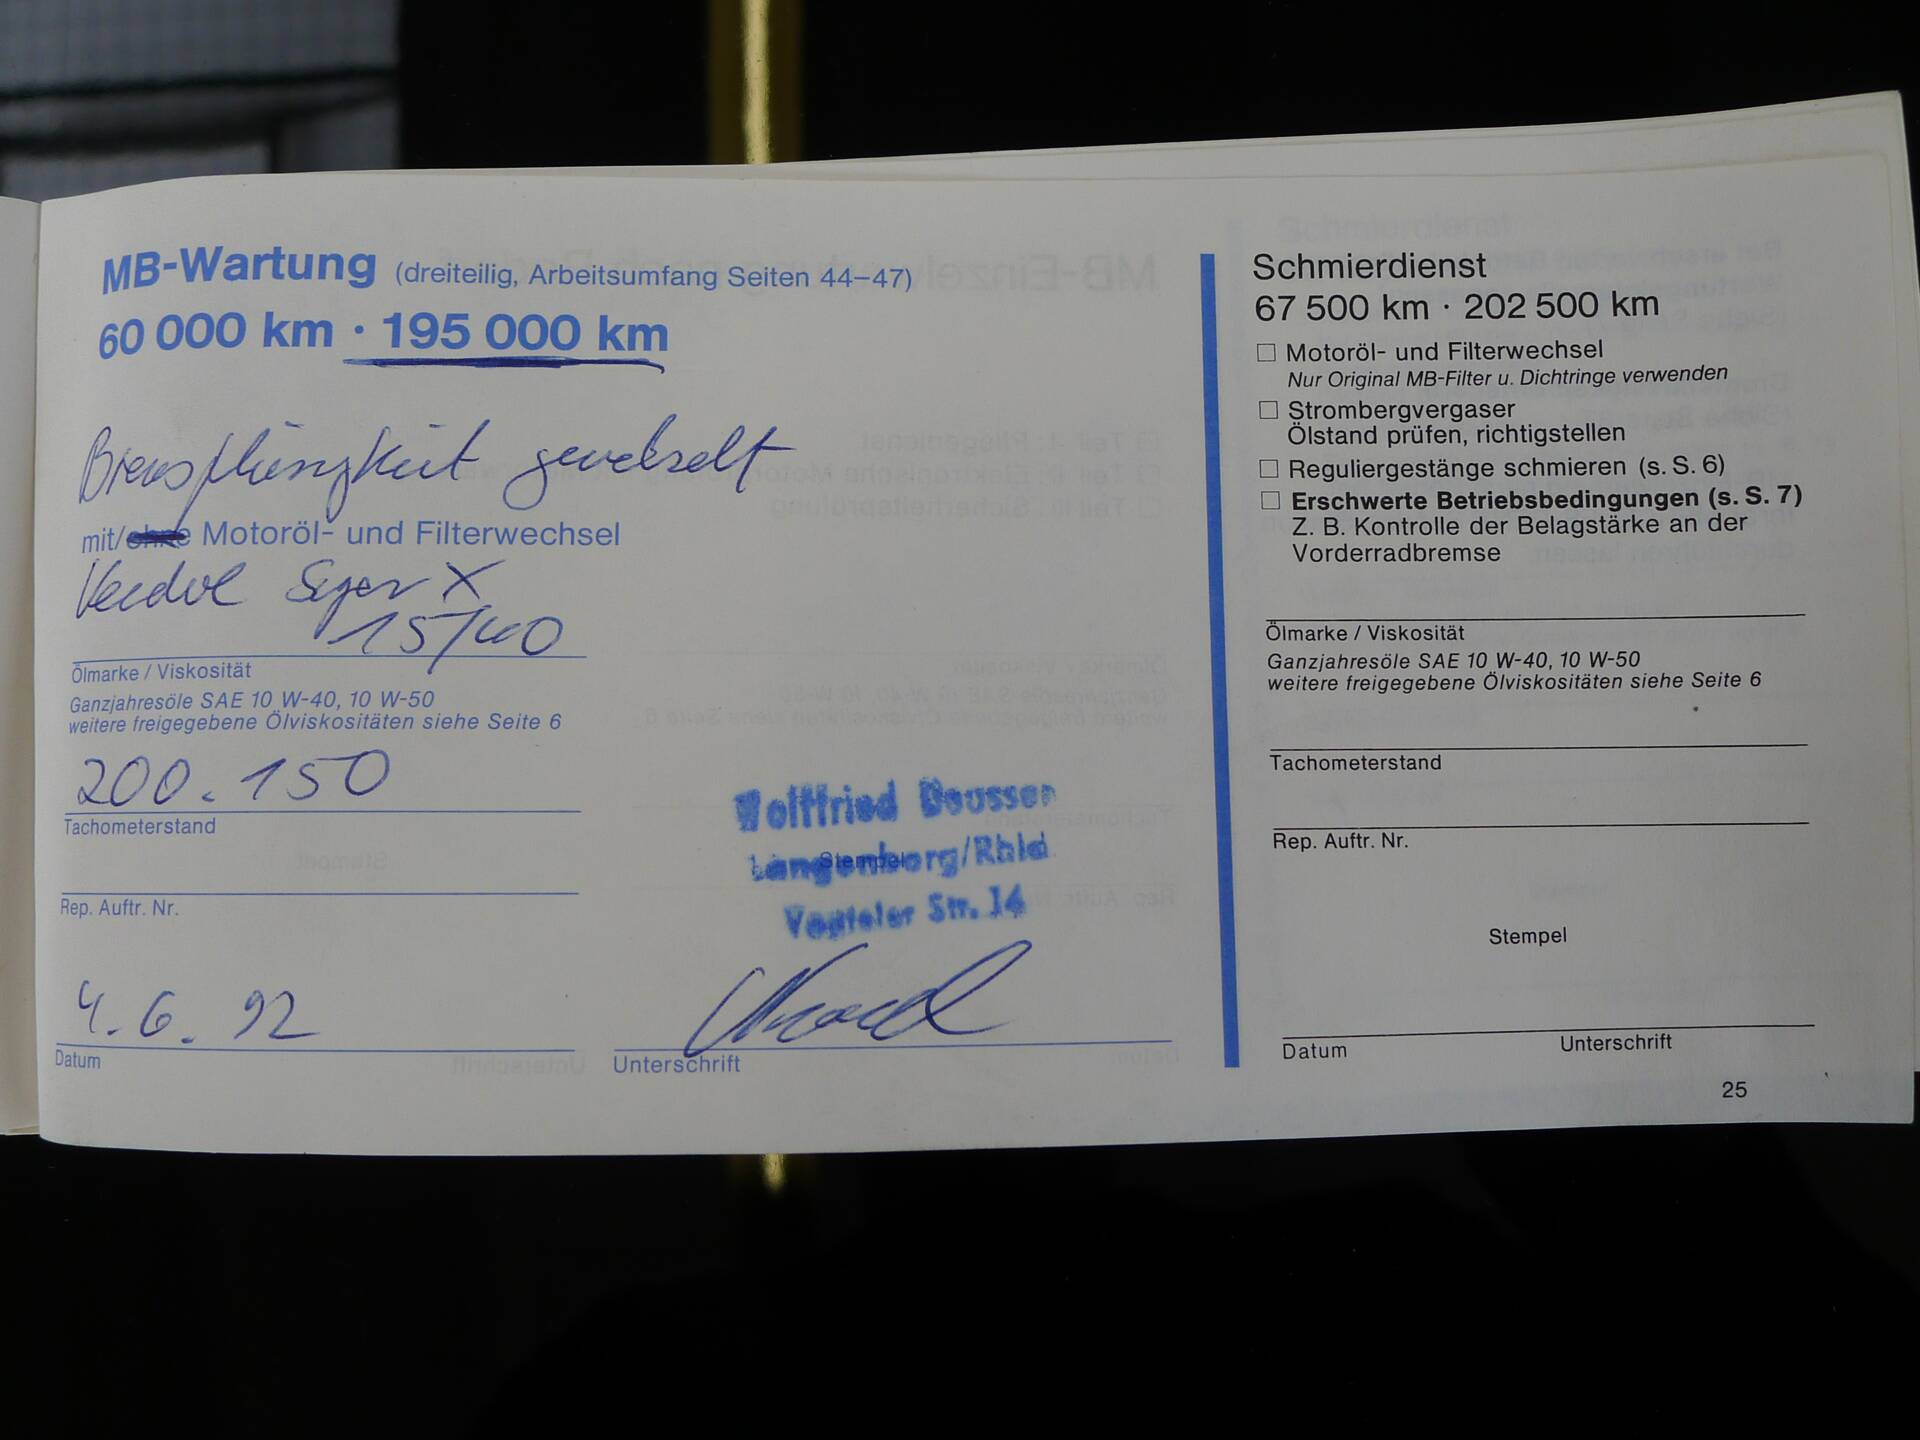 MB-Wartung (dreiteilig, Arbeitsumfang Seiten 44–47)
60 000 km · 195 000 km
Bremsflüssigkeit gewechselt
mit/ohne Motoröl- und Filterwechsel
Super X
15/40
Ölmarke / Viskosität
Ganzjahresöle SAE 10 W-40, 10 W-50
weitere freigegebene Ölviskositäten siehe Seite 6
200.150
Tachometerstand
Rep. Auftr. Nr.
4.6.92
Datum
Wolffried
Stempel
Langenberg/Rhld
Str. 14
Unterschrift
Schmierdienst
67 500 km · 202 500 km
Motoröl- und Filterwechsel
Nur Original MB-Filter u. Dichtringe verwenden
Strombergvergaser
Ölstand prüfen, richtigstellen
Reguliergestänge schmieren (s. S. 6)
Erschwerte Betriebsbedingungen (s. S. 7)
Z. B. Kontrolle der Belagstärke an der
Vorderradbremse
Ölmarke / Viskosität
Ganzjahresöle SAE 10 W-40, 10 W-50
weitere freigegebene Ölviskositäten siehe Seite 6
Tachometerstand
Rep. Auftr. Nr.
Stempel
Datum Unterschrift
25